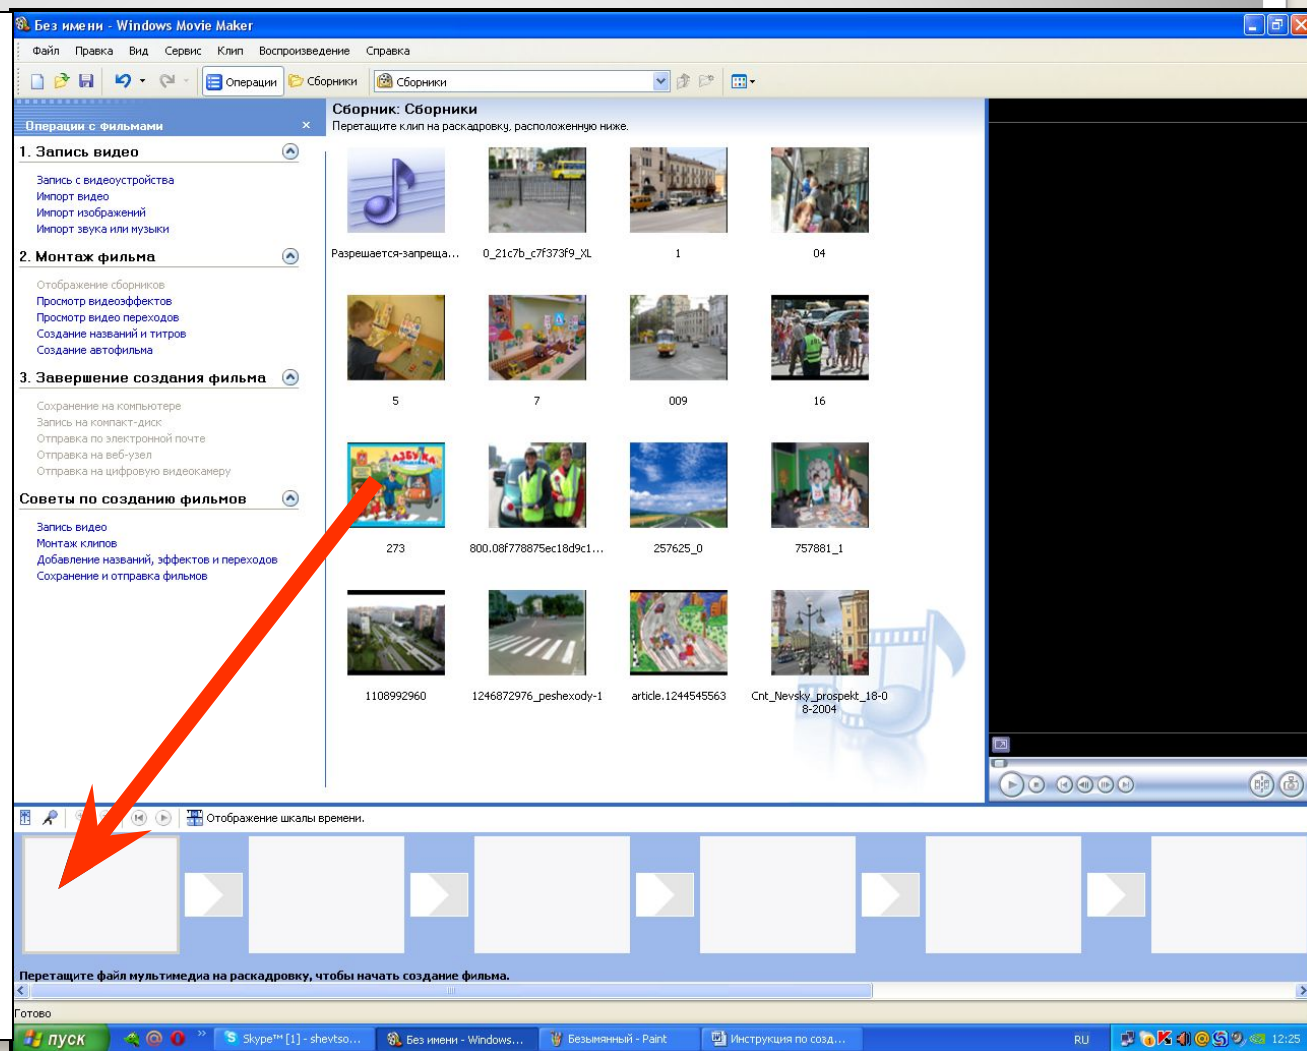 Без имени - Windows Movie Maker
Файл Правка Вид Сервис Клип Воспроизведение Справка
Операции Сборники Сборники
Операции с фильмами
1. Запись видео
Запись с видеоустройства
Импорт видео
Импорт изображений
Импорт звука или музыки
2. Монтаж фильма
Отображение сборников
Просмотр видеоэффектов
Просмотр видео переходов
Создание названий и титров
Создание автофильма
3. Завершение создания фильма
Сохранение на компьютере
Запись на компакт-диск
Отправка по электронной почте
Отправка на веб-узел
Отправка на цифровую видеокамеру
Советы по созданию фильмов
Запись видео
Монтаж клипов
Добавление названий, эффектов и переходов
Сохранение и отправка фильмов
Сборник: Сборники
Перетащите клип на раскадровку, расположенную ниже.
Разрешается-запреща... 0_21c7b_c7f373f9_XL 1 04
5 7 009 16
АЗБУКА
273 800.08f778875ec18d9c1... 257625_0 757881_1
1108992960 1246872976_peshexody-1 article.1244545563 Cnt_Nevsky_prospekt_18-0
8-2004
Отображение шкалы времени.
Перетащите файл мультимедиа на раскадровку, чтобы начать создание фильма.
Готово
пуск Skype™ [1] - shevtso... Без имени - Windows... Безымянный - Paint Инструкция по созд... RU 12:25